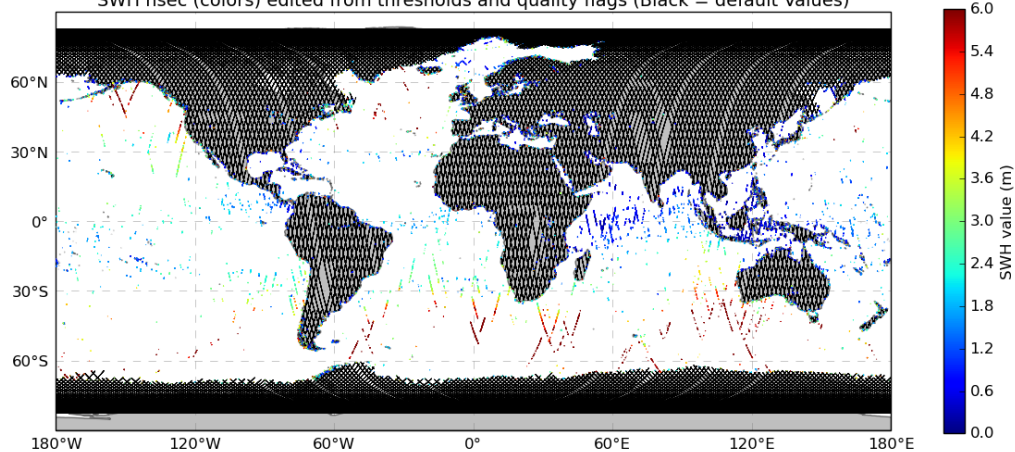 SWH (colors) edited from thresholds and quality flags (Black = default values)
60°N
30°N
0°
30°S
60°S
180°W
120°W
60°W
0°
60°E
120°E
180°E
6.0
5.4
4.8
4.2
3.6
3.0
2.4
1.8
1.2
0.6
0.0
SWH value (m)